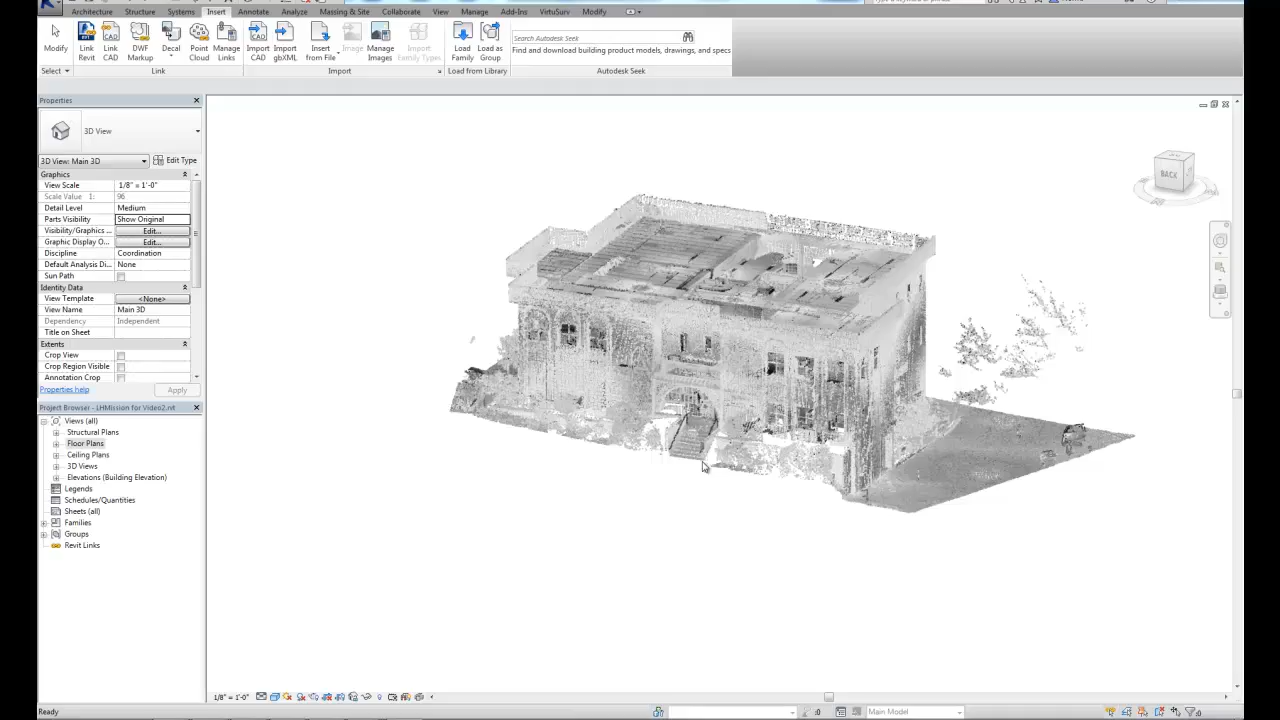 Architecture Structure Systems Insert Annotate Analyze Massing & Site Collaborate View Manage Add-Ins VirtuSurv Modify
Modify Link Revit Link CAD DWF Markup Decal Point Cloud Manage Links Import CAD Import gbXML Insert from File Image Manage Images Import Family Types Load Family Load as Group
Search Autodesk Seek
Find and download building product models, drawings, and specs
Select Link Import Load from Library Autodesk Seek
Properties
3D View
3D View: Main 3D Edit Type
Graphics
View Scale 1/8" = 1'-0"
Scale Value 1: 96
Detail Level Medium
Parts Visibility Show Original
Visibility/Graphics ... Edit...
Graphic Display O... Edit...
Discipline Coordination
Default Analysis Di... None
Sun Path
Identity Data
View Template <None>
View Name Main 3D
Dependency Independent
Title on Sheet
Extents
Crop View
Crop Region Visible
Annotation Crop
Properties help Apply
Project Browser - LHMission for Video2.rvt
Views (all)
Structural Plans
Floor Plans
Ceiling Plans
3D Views
Elevations (Building Elevation)
Legends
Schedules/Quantities
Sheets (all)
Families
Groups
Revit Links
BACK
1/8" = 1'-0"
Ready :0 Main Model :0